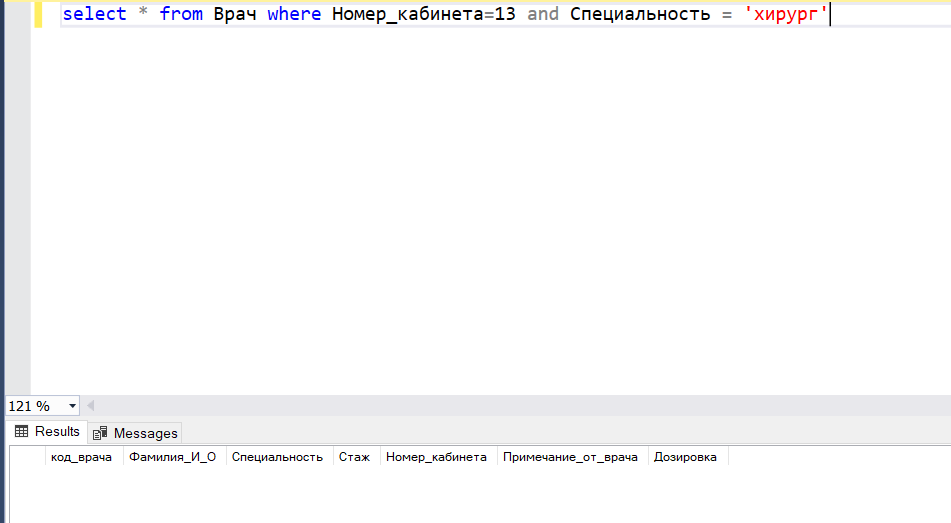 select * from Врач where Номер_кабинета=13 and Специальность = 'хирург'
121 %
Results Messages
код_врача Фамилия_И_О Специальность Стаж Номер_кабинета Примечание_от_врача Дозировка